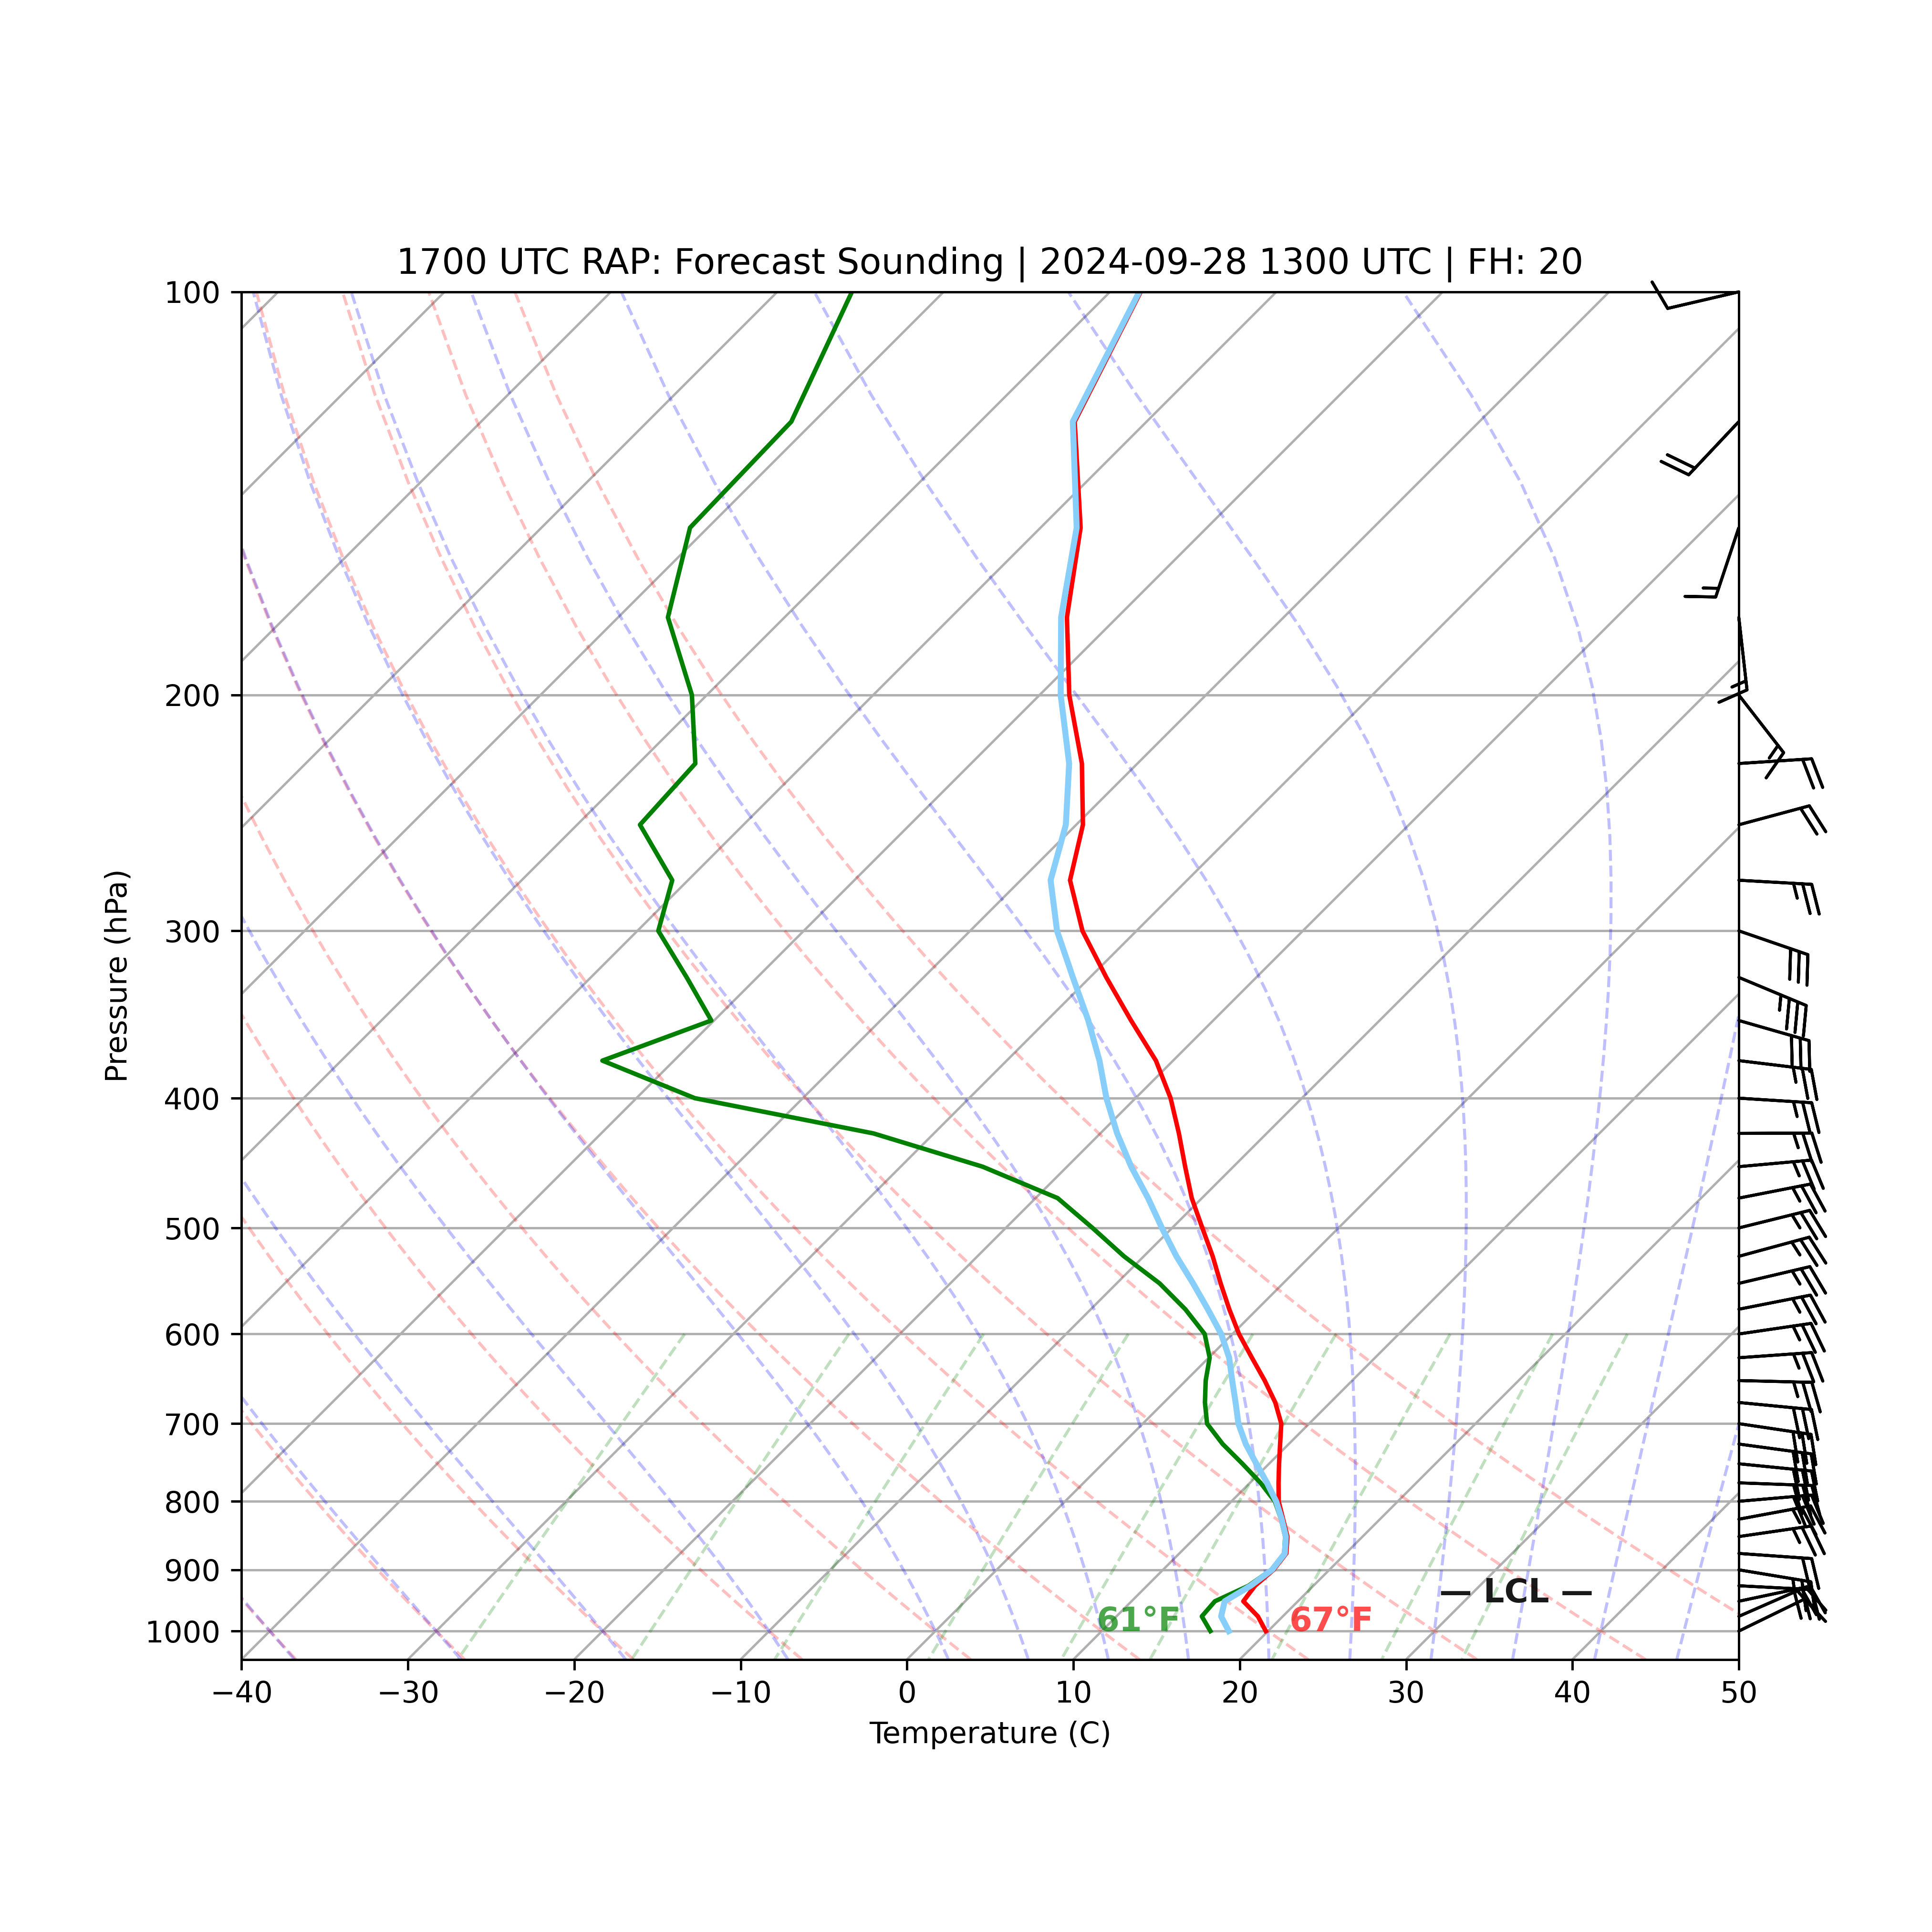 1700 UTC RAP: Forecast Sounding | 2024-09-28 1300 UTC | FH: 20
100
200
300
400
500
600
700
800
900
1000
Pressure (hPa)
— LCL —
61°F
67°F
−40 −30 −20 −10 0 10 20 30 40 50
Temperature (C)